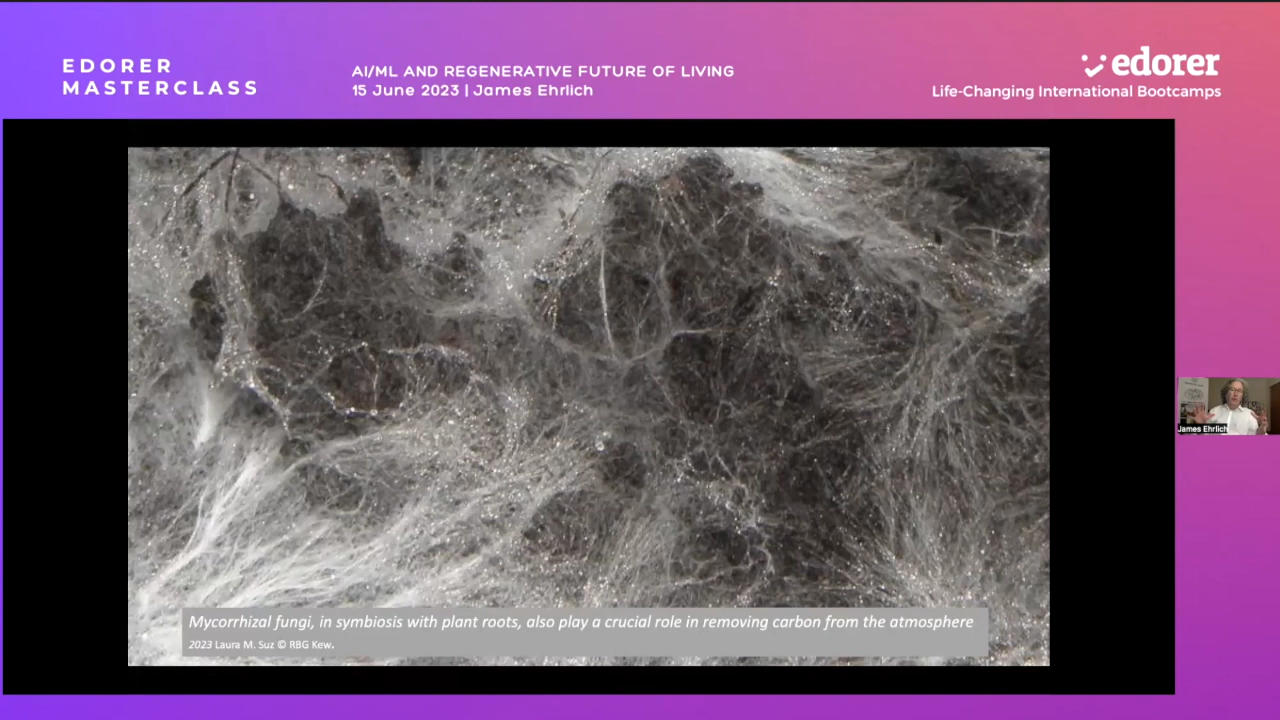 EDORER
MASTERCLASS
AI/ML AND REGENERATIVE FUTURE OF LIVING
15 June 2023 | James Ehrlich
edorer
Life-Changing International Bootcamps
James Ehrlich
Mycorrhizal fungi, in symbiosis with plant roots, also play a crucial role in removing carbon from the atmosphere
2023 Laura M. Suz © RBG Kew.